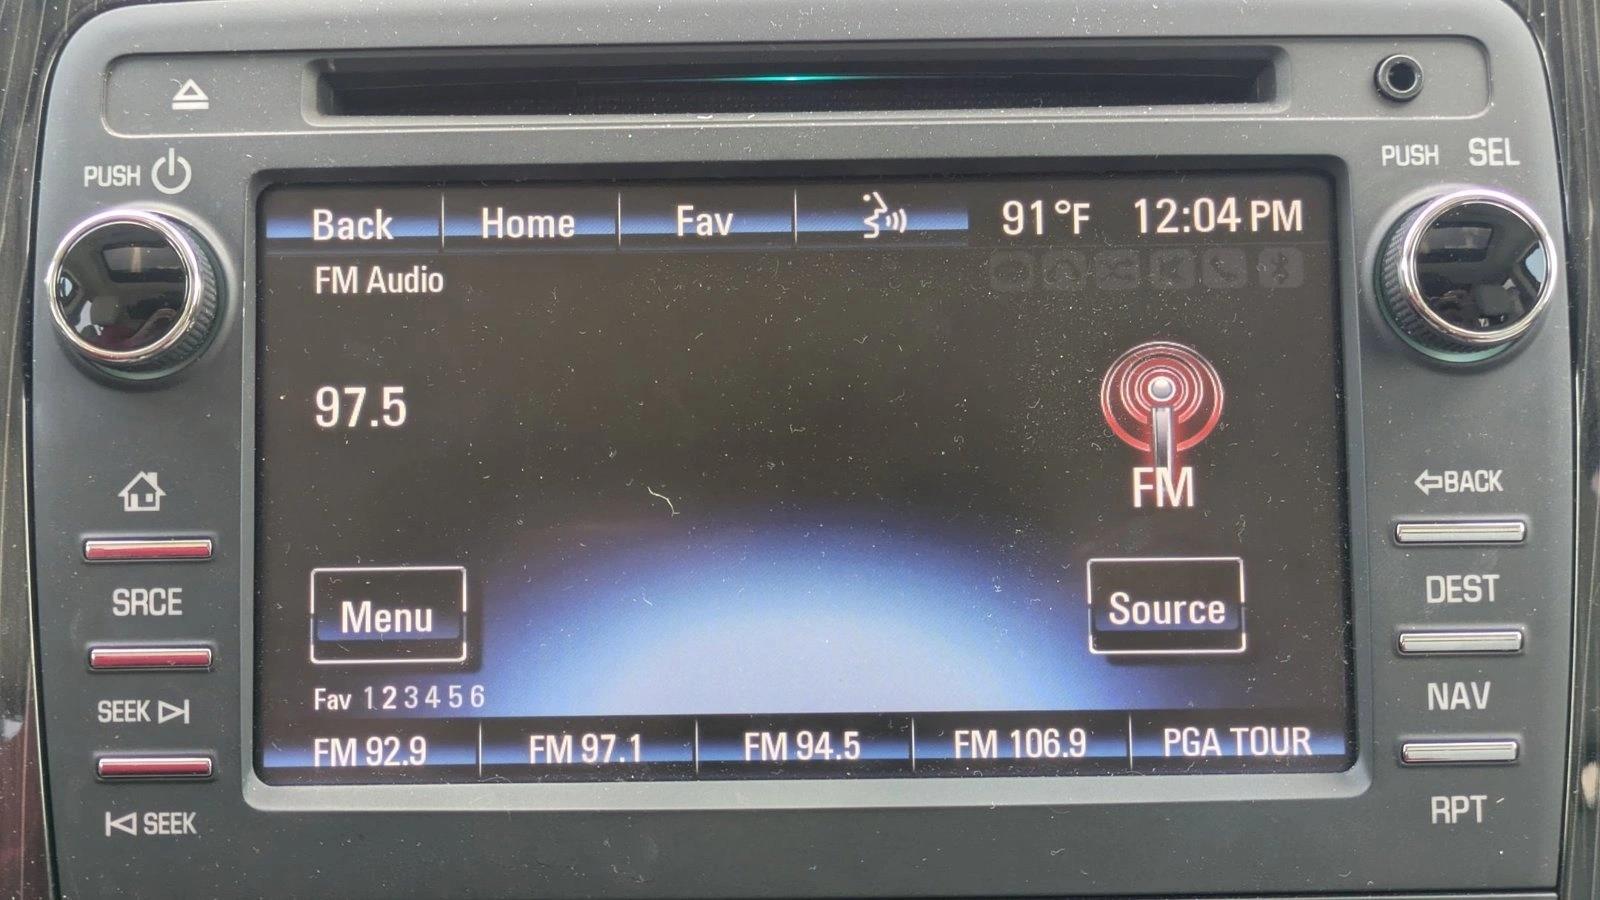 PUSH
PUSH SEL
Back Home Fav 91°F 12:04 PM
FM Audio
97.5
FM
BACK
SRCE
DEST
Menu
Source
SEEK
NAV
Fav 1 2 3 4 5 6
FM 92.9 FM 97.1 FM 94.5 FM 106.9 PGA TOUR
SEEK
RPT